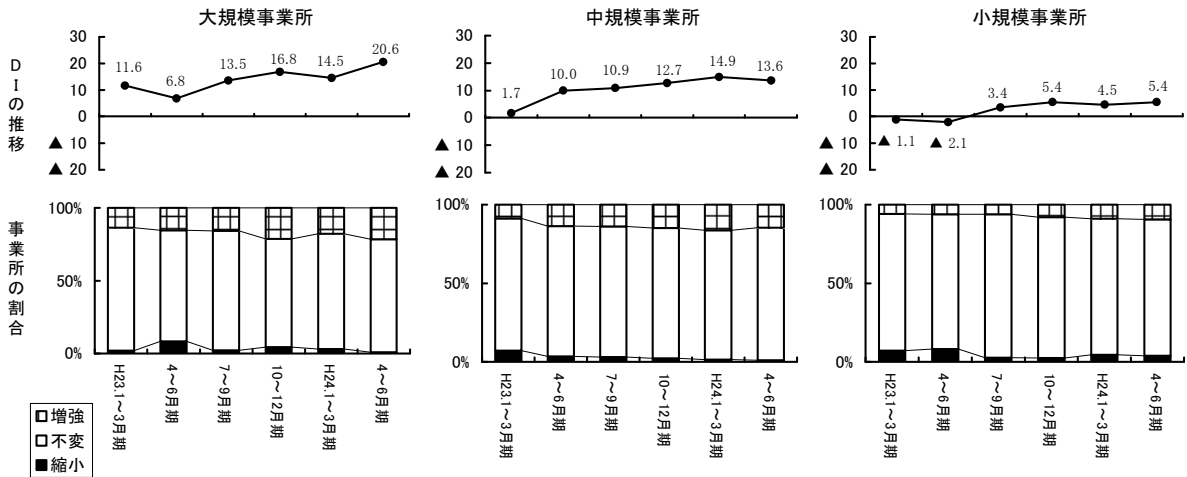 大規模事業所
中規模事業所
小規模事業所
DIの推移
30
20
10
0
▲ 10
▲ 20
11.6
6.8
13.5
16.8
14.5
20.6
30
20
10
0
▲ 10
▲ 20
1.7
10.0
10.9
12.7
14.9
13.6
30
20
10
0
▲ 10
▲ 20
▲ 1.1
▲ 2.1
3.4
5.4
4.5
5.4
事業所の割合
100%
50%
0%
100%
50%
0%
100%
50%
0%
H23.1～3月期
4～6月期
7～9月期
10～12月期
H24.1～3月期
4～6月期
H23.1～3月期
4～6月期
7～9月期
10～12月期
H24.1～3月期
4～6月期
H23.1～3月期
4～6月期
7～9月期
10～12月期
H24.1～3月期
4～6月期
増強
不変
縮小